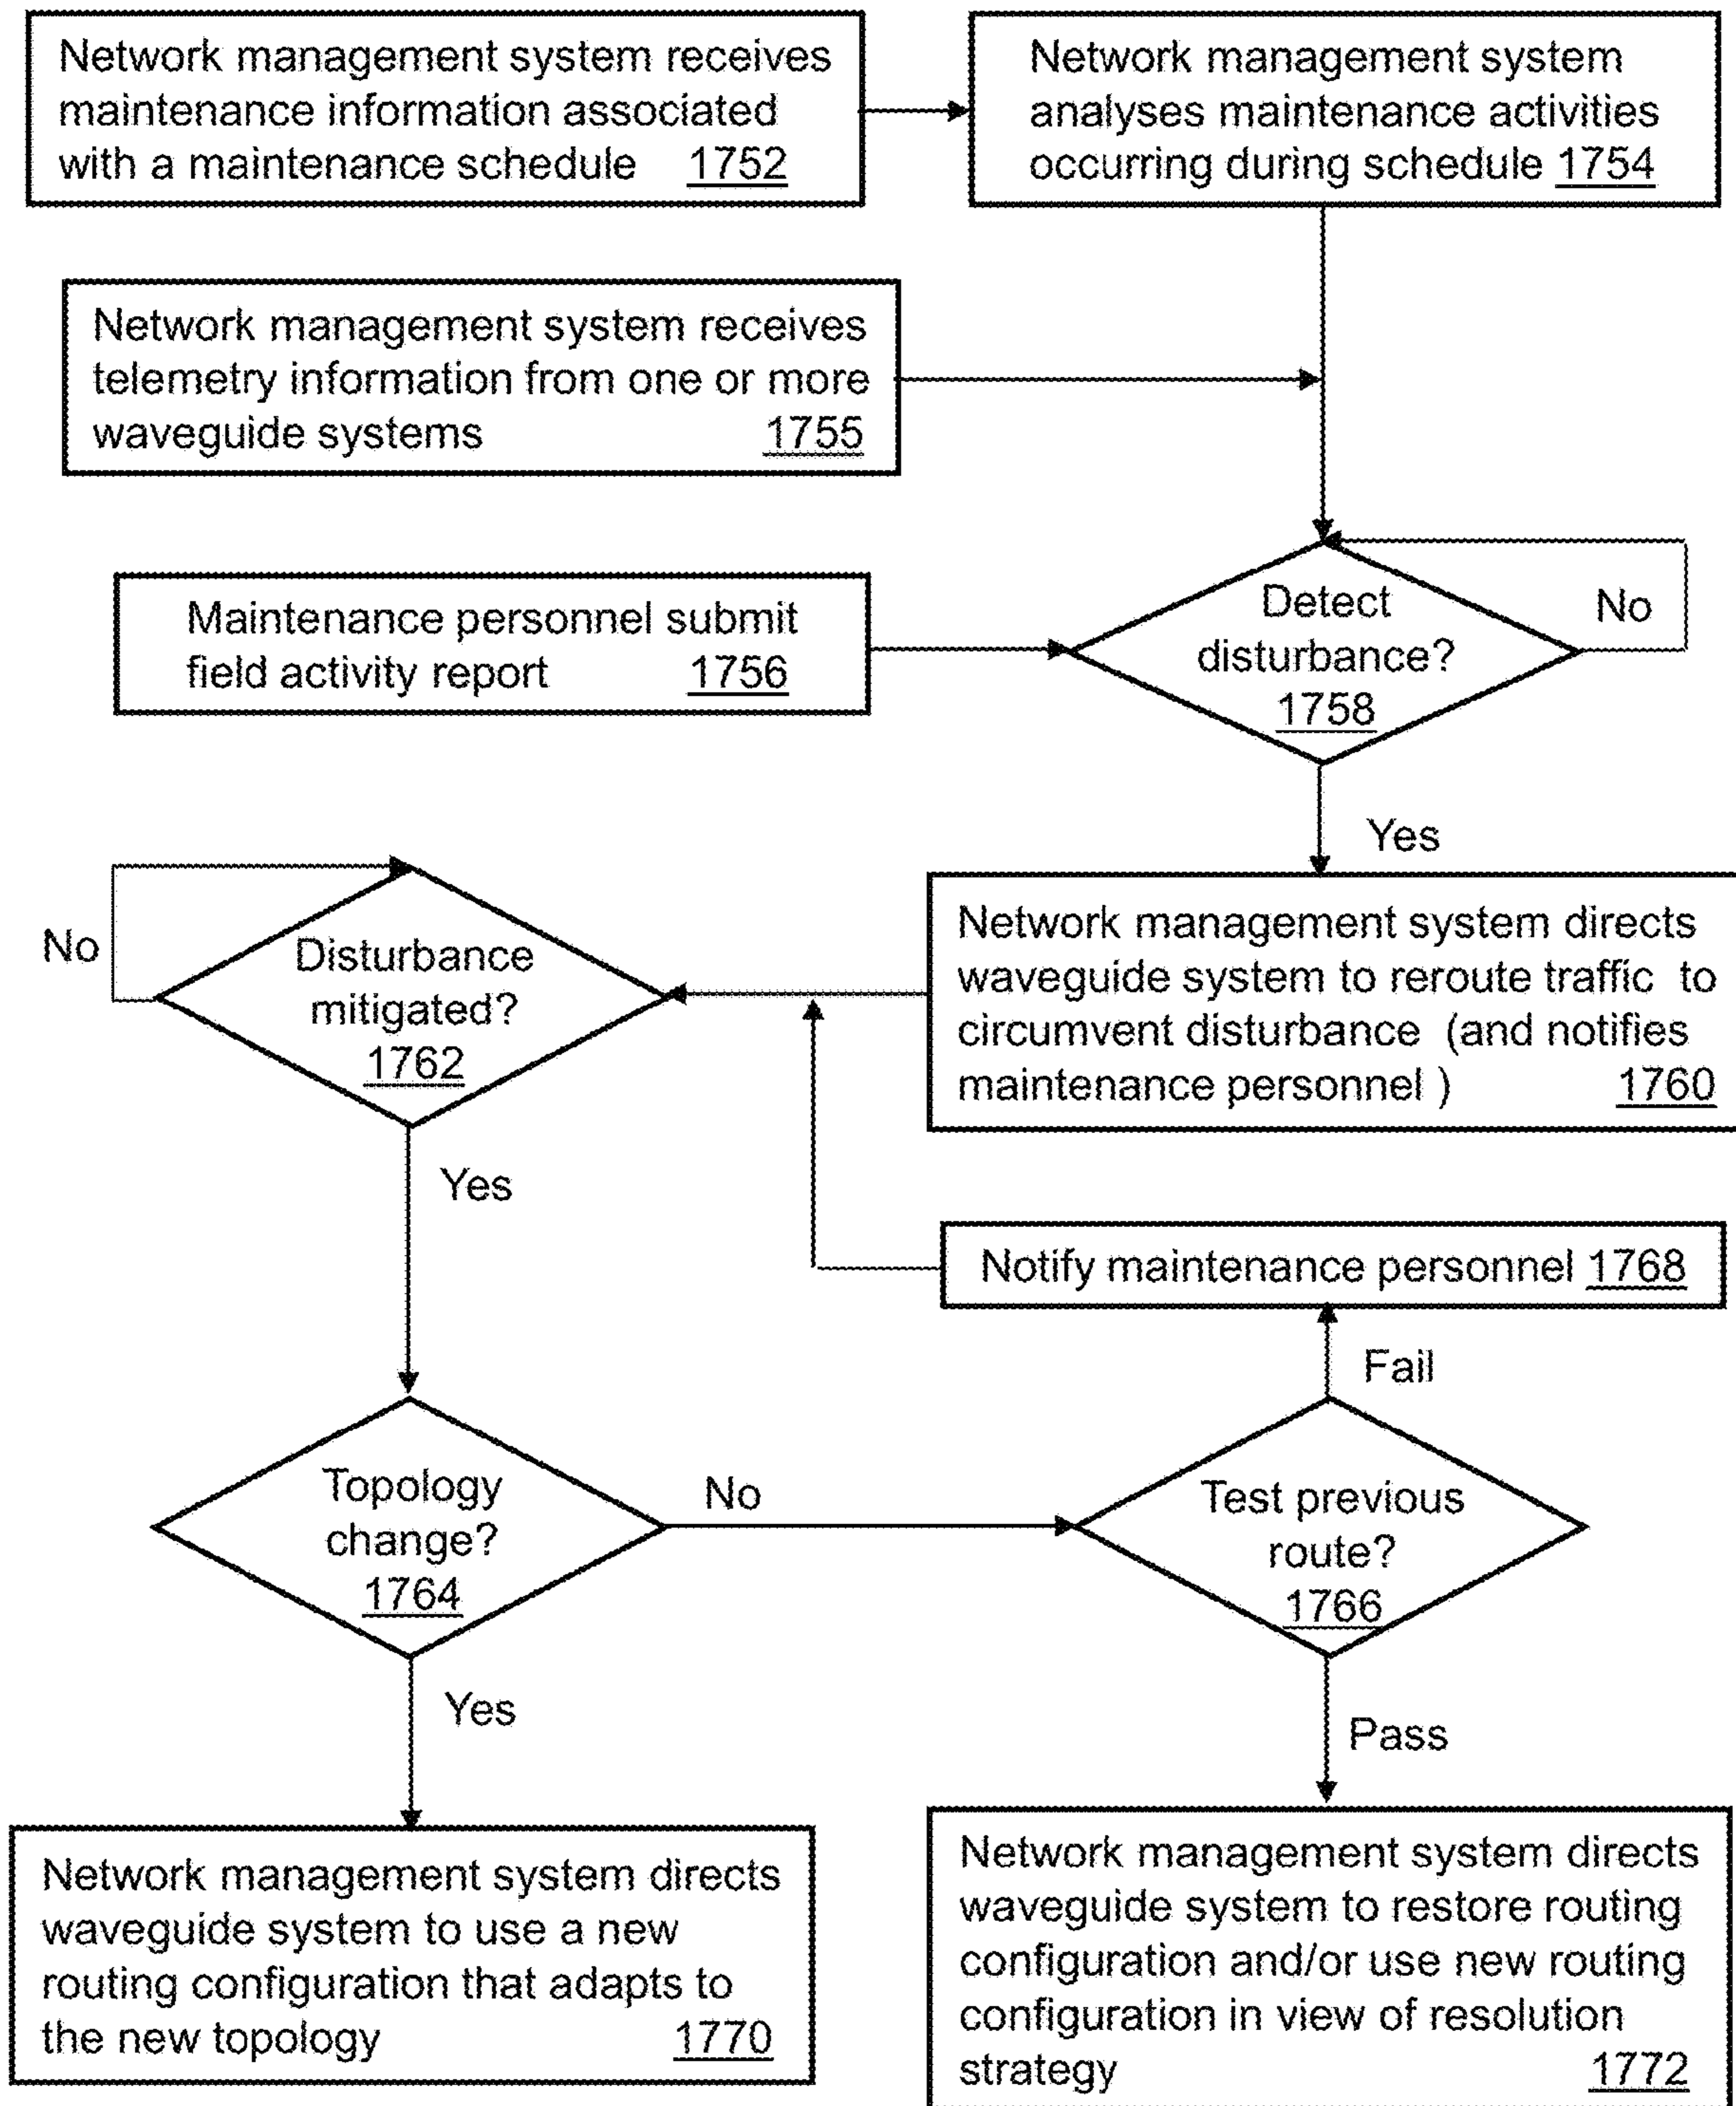 Network management system receives
maintenance information associated
with a maintenance schedule 1752
Network management system
analyses maintenance activities
occurring during schedule 1754
Network management system receives
telemetry information from one or more
waveguide systems 1755
Maintenance personnel submit
field activity report 1756
Detect
disturbance?
1758
No
Yes
Network management system directs
waveguide system to reroute traffic to
circumvent disturbance (and notifies
maintenance personnel ) 1760
No
Disturbance
mitigated?
1762
Yes
Notify maintenance personnel 1768
Fail
Topology
change?
1764
No
Test previous
route?
1766
Yes
Pass
Network management system directs
waveguide system to use a new
routing configuration that adapts to
the new topology 1770
Network management system directs
waveguide system to restore routing
configuration and/or use new routing
configuration in view of resolution
strategy 1772